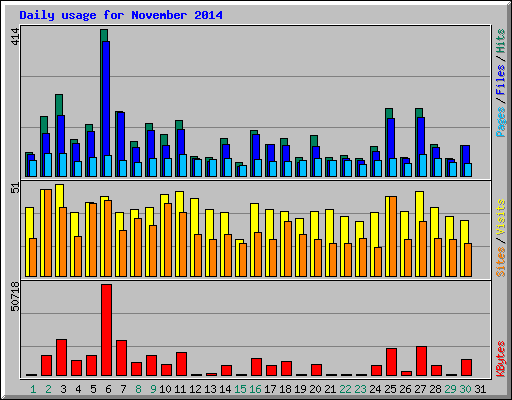 Daily usage for November 2014
414
51
50718
Pages / Files / Hits
Sites / Visits
KBytes
1 2 3 4 5 6 7 8 9 10 11 12 13 14 15 16 17 18 19 20 21 22 23 24 25 26 27 28 29 30 31